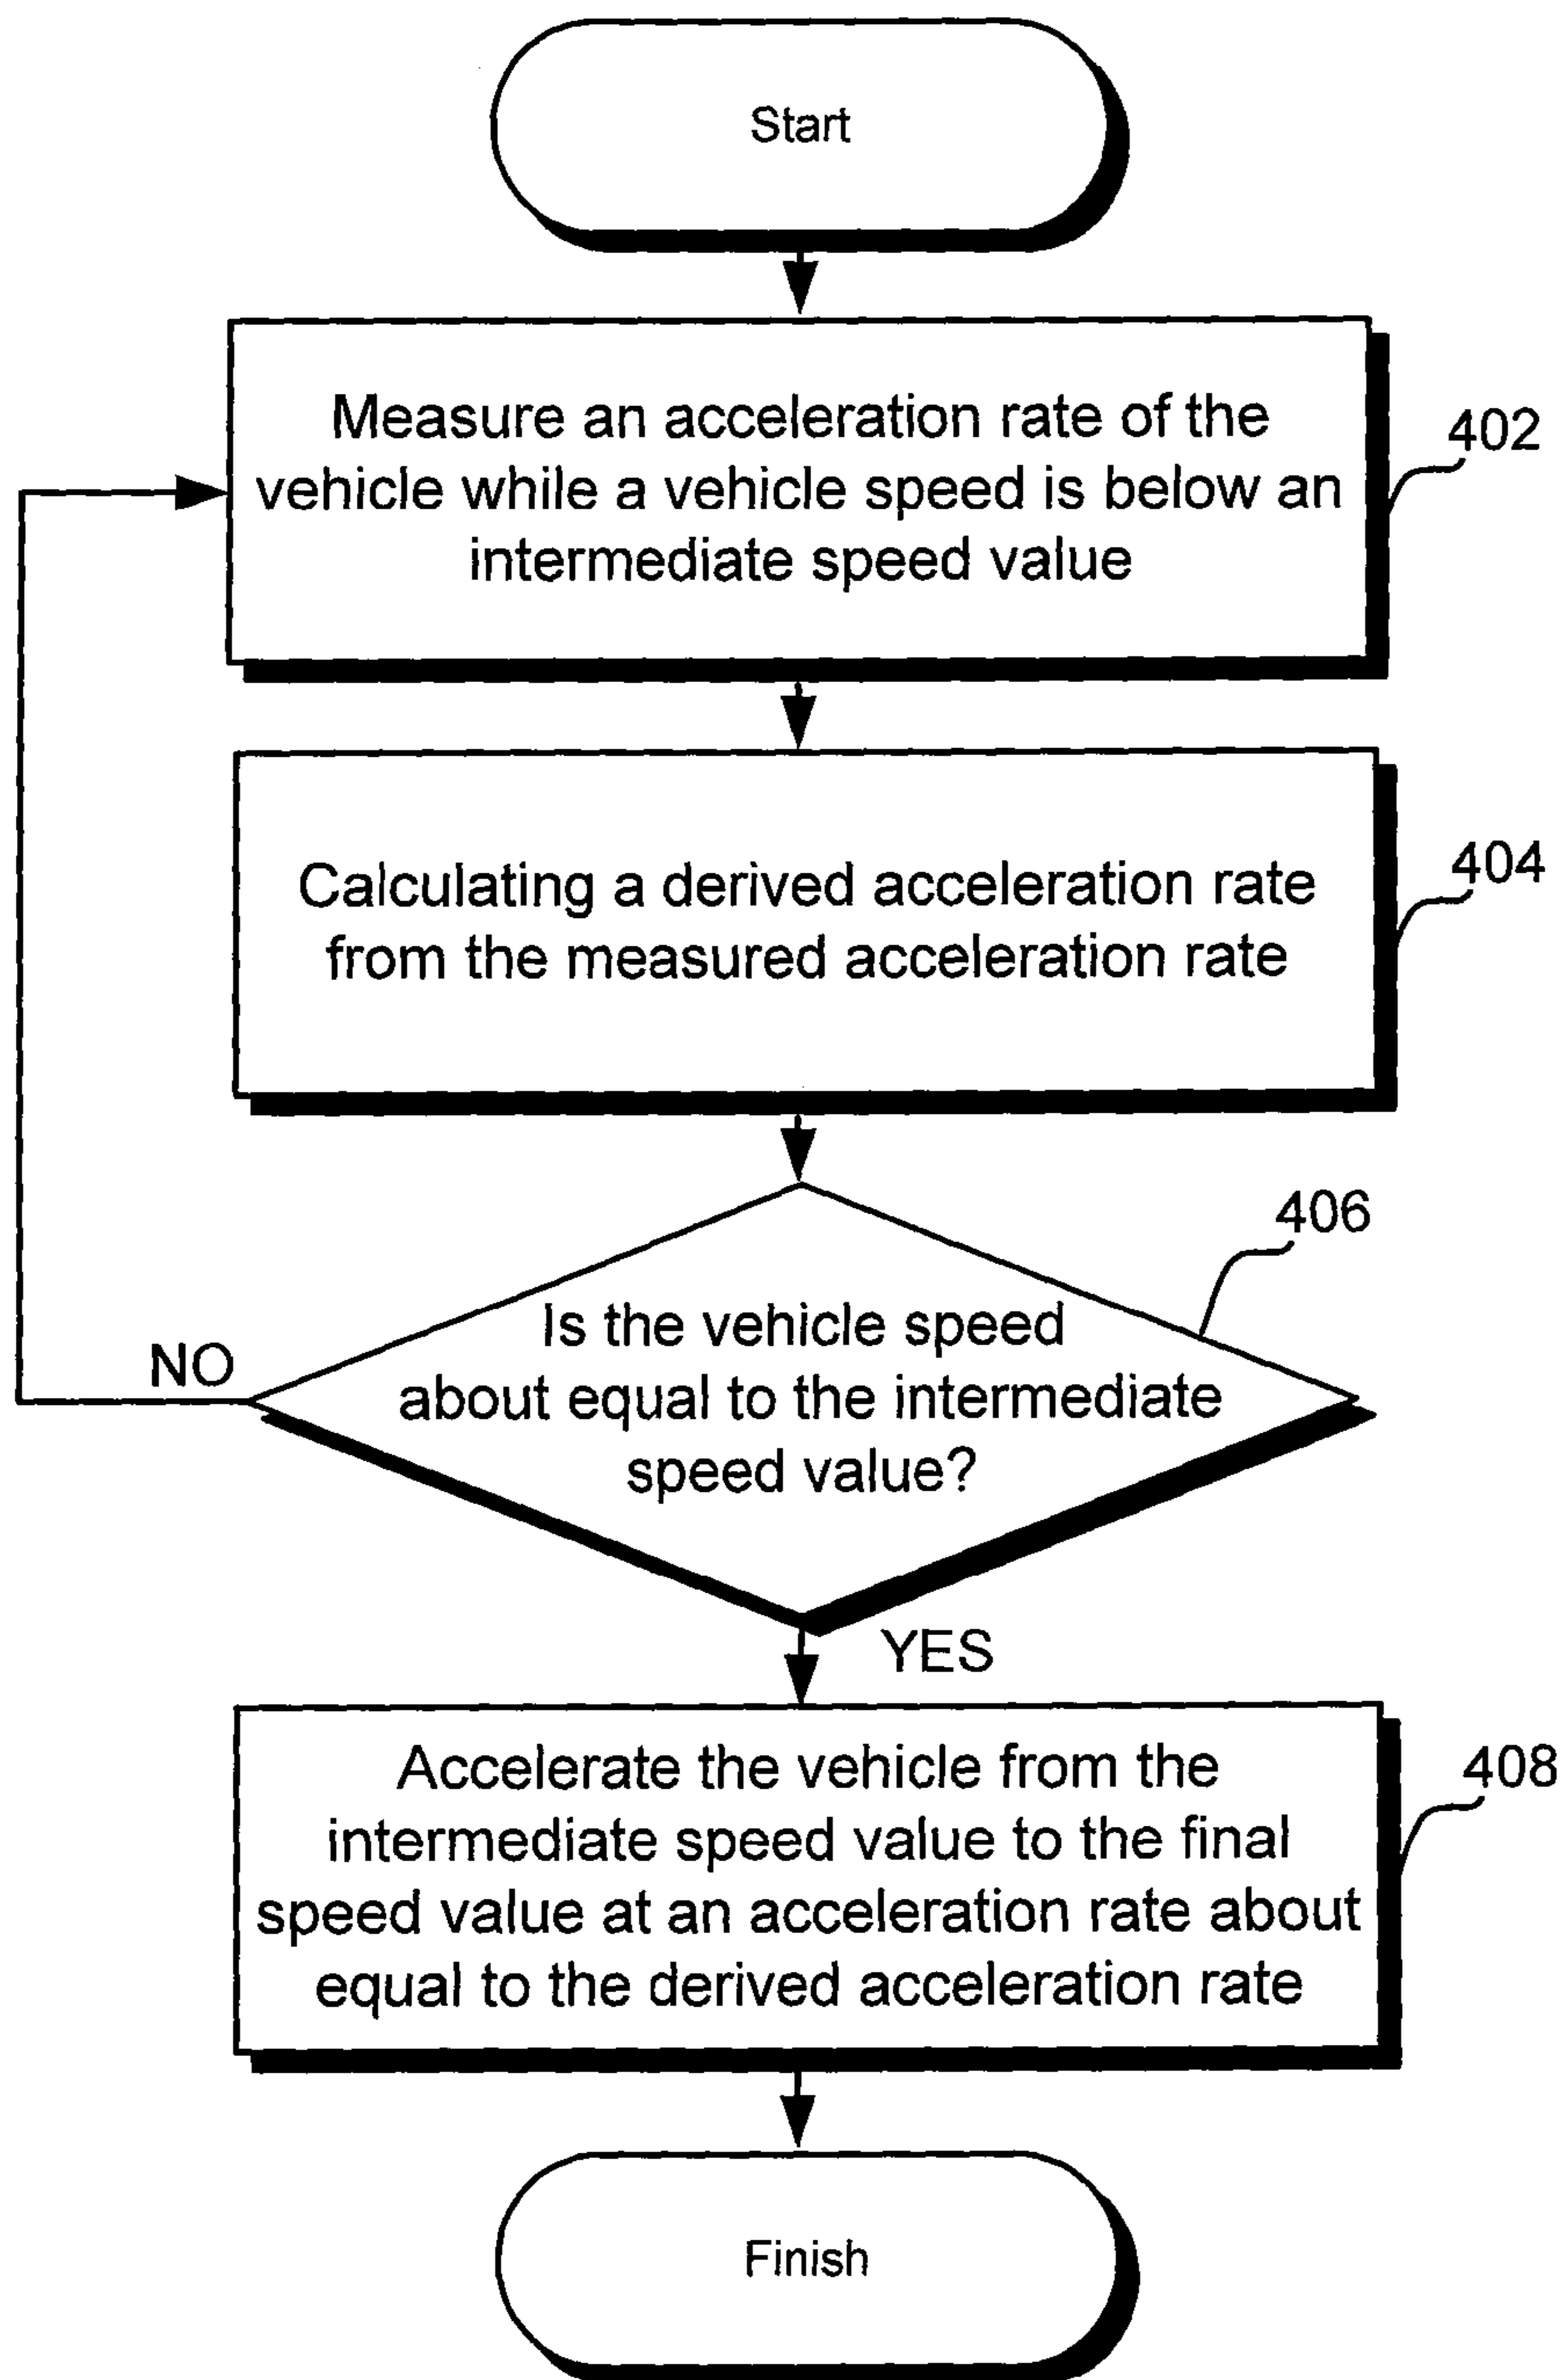 Start
Measure an acceleration rate of the
vehicle while a vehicle speed is below an
intermediate speed value
402
Calculating a derived acceleration rate
from the measured acceleration rate
404
406
Is the vehicle speed
about equal to the intermediate
speed value?
NO
YES
Accelerate the vehicle from the
intermediate speed value to the final
speed value at an acceleration rate about
equal to the derived acceleration rate
408
Finish